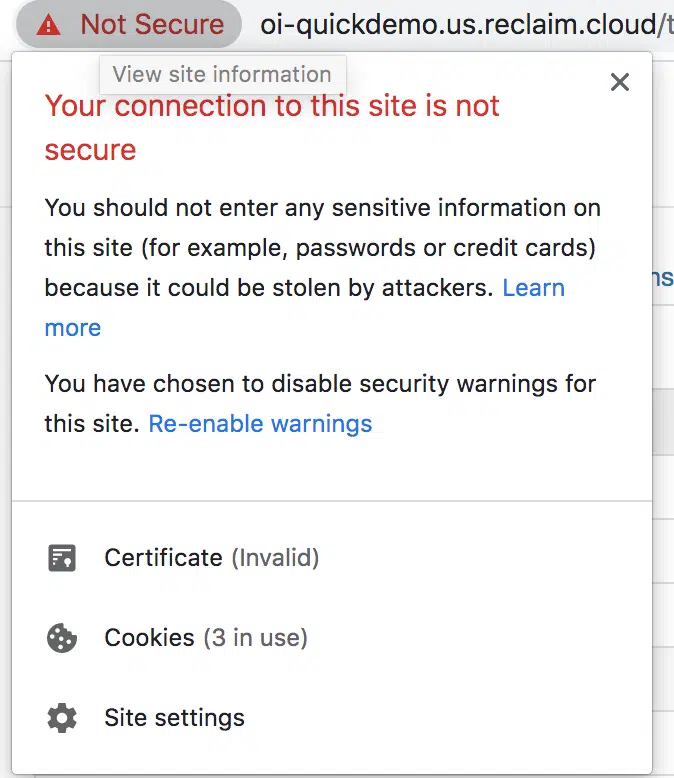 Not Secure oi-quickdemo.us.reclaim.cloud/t
View site information
Your connection to this site is not
secure
You should not enter any sensitive information on
this site (for example, passwords or credit cards)
because it could be stolen by attackers. Learn
more
ns
You have chosen to disable security warnings for
this site. Re-enable warnings
Certificate (Invalid)
Cookies (3 in use)
Site settings